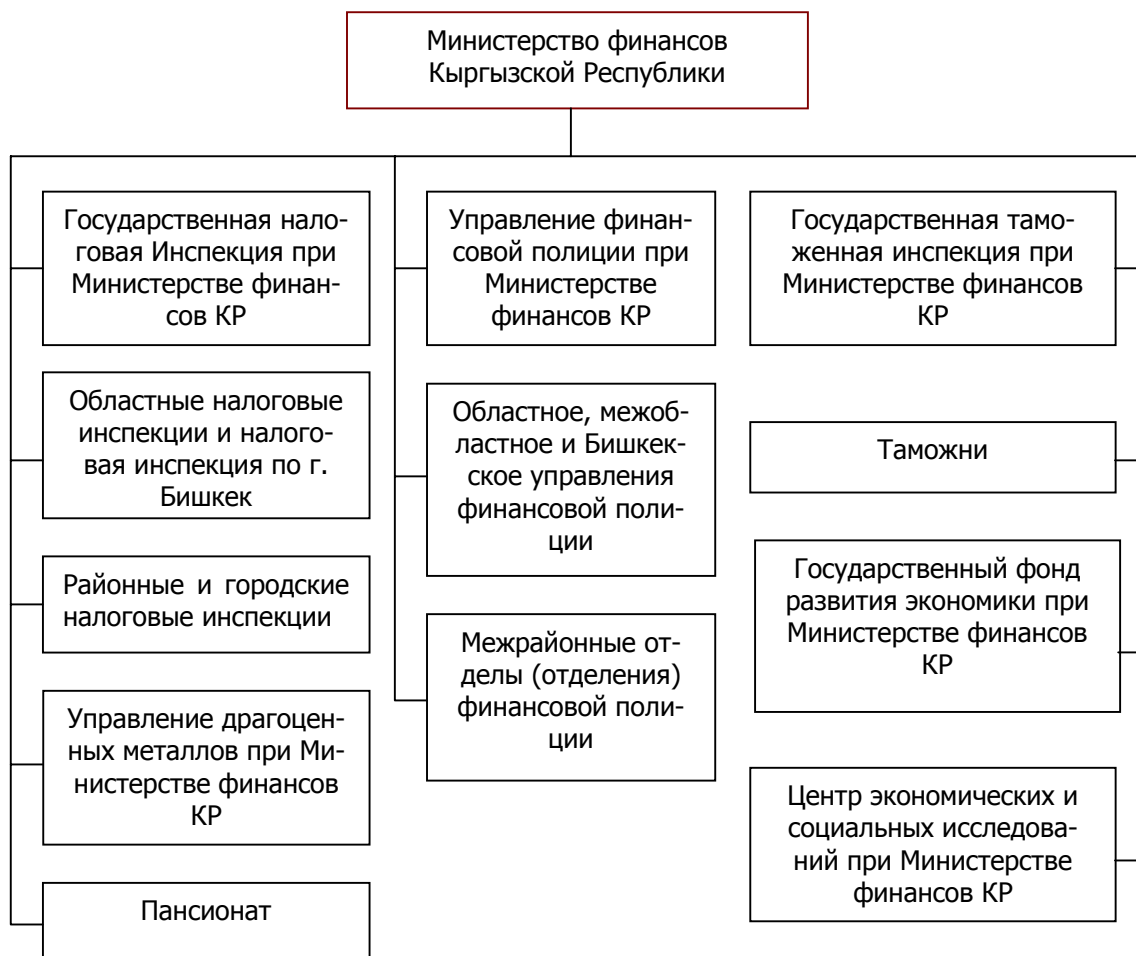 Министерство финансов
Кыргызской Республики
Государственная нало-
говая Инспекция при
Министерстве финан-
сов КР
Областные налоговые
инспекции и налого-
вая инспекция по г.
Бишкек
Районные и городские
налоговые инспекции
Управление драгоцен-
ных металлов при Ми-
нистерстве финансов
КР
Пансионат
Управление финан-
совой полиции при
Министерстве
финансов КР
Областное, межоб-
ластное и Бишкек-
ское управления
финансовой поли-
ции
Межрайонные от-
делы (отделения)
финансовой поли-
ции
Государственная тамо-
женная инспекция при
Министерстве финансов
КР
Таможни
Государственный фонд
развития экономики при
Министерстве финансов
КР
Центр экономических и
социальных исследова-
ний при Министерстве
финансов КР